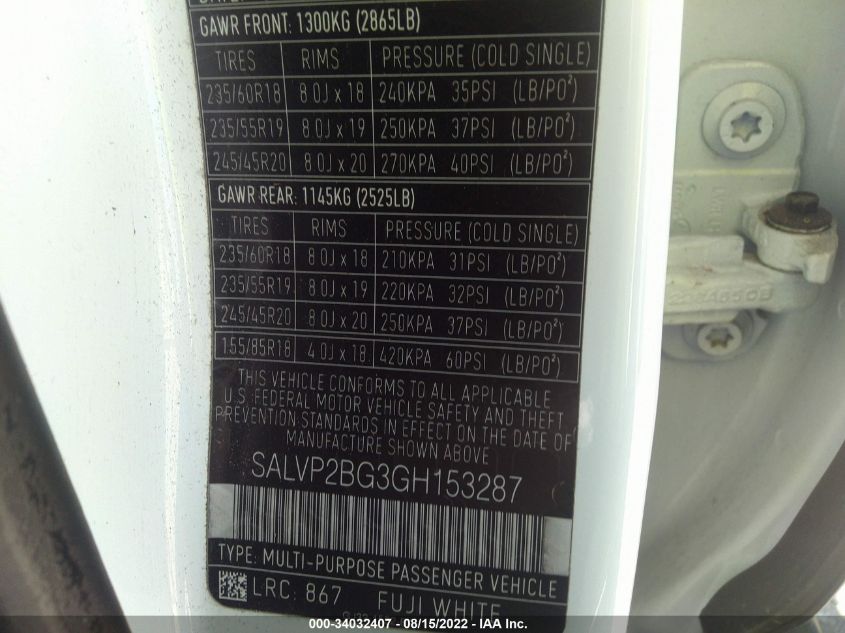 GAWR FRONT: 1300KG (2865LB)
TIRES RIMS PRESSURE (COLD SINGLE)
235/60R18 8.0J x 18 240KPA 35PSI (LB/PO²)
235/55R19 8.0J x 19 250KPA 37PSI (LB/PO²)
245/45R20 8.0J x 20 270KPA 40PSI (LB/PO²)
GAWR REAR: 1145KG (2525LB)
TIRES RIMS PRESSURE (COLD SINGLE)
235/60R18 8.0J x 18 210KPA 31PSI (LB/PO²)
235/55R19 8.0J x 19 220KPA 32PSI (LB/PO²)
245/45R20 8.0J x 20 250KPA 37PSI (LB/PO²)
155/85R18 4.0J x 18 420KPA 60PSI (LB/PO²)
THIS VEHICLE CONFORMS TO ALL APPLICABLE
U.S. FEDERAL MOTOR VEHICLE SAFETY AND THEFT
PREVENTION STANDARDS IN EFFECT ON THE DATE OF
MANUFACTURE SHOWN ABOVE
SALVP2BG3GH153287
TYPE: MULTI-PURPOSE PASSENGER VEHICLE
LRC: 867 FUJI WHITE
000-34032407 - 08/15/2022 - IAA Inc.